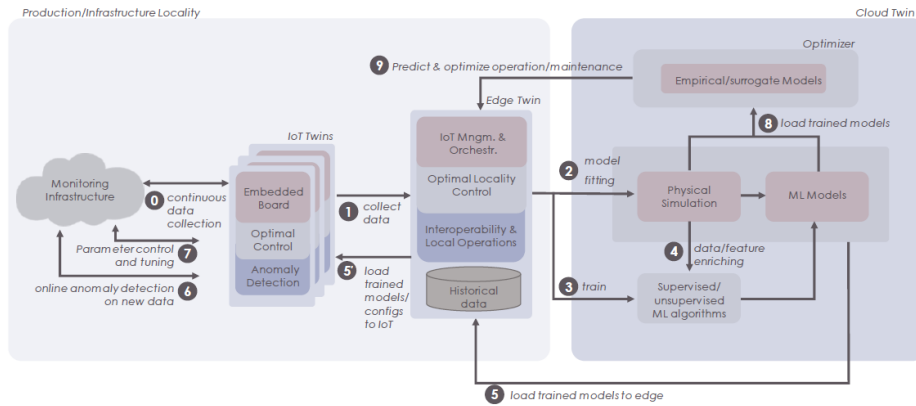 Production/Infrastructure Locality
Cloud Twin
Optimizer
9 Predict & optimize operation/maintenance
Empirical/surrogate Models
Edge Twin
IoT Twins
IoT Mngm. &
Orchestr.
8 load trained models
Monitoring
Infrastructure
0 continuous
data
collection
Embedded
Board
Optimal
Control
Anomaly
Detection
1 collect
data
Optimal Locality
Control
Interoperability &
Local Operations
Historical
data
2 model
fitting
Physical
Simulation
ML Models
7 Parameter control
and tuning
6 online anomaly detection
on new data
5' load
trained
models/
configs
to IoT
4 data/feature
enriching
3 train
Supervised/
unsupervised
ML algorithms
5 load trained models to edge